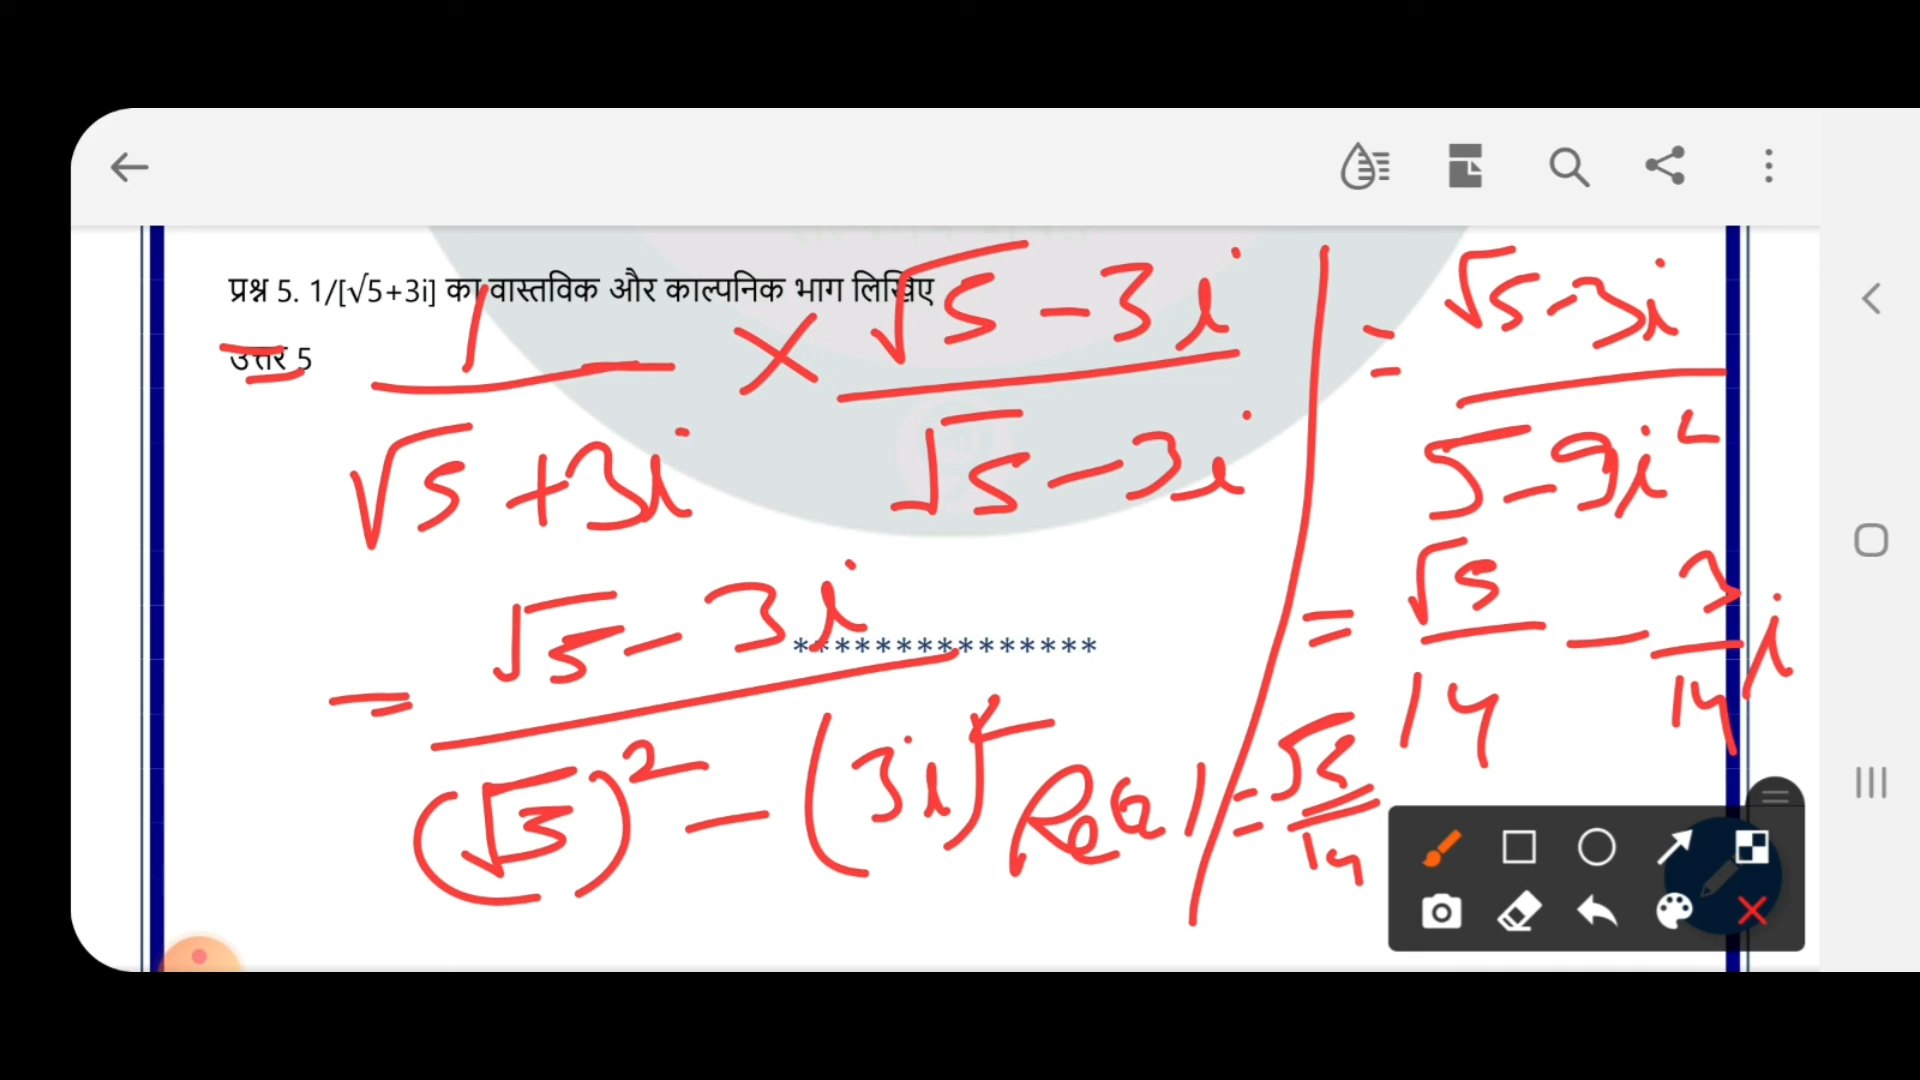 प्रश्न 5. 1/[√5+3i] का वास्तविक और काल्पनिक भाग लिखिए
उत्तर 5
1 / √5 + 3i × √5 - 3i / √5 - 3i
= √5 - 3i / (√5)² - (3i)²
***************
= √5 - 3i / 5 - 9i²
= √5 / 14 - 3 / 14 i
Real = √5 / 14